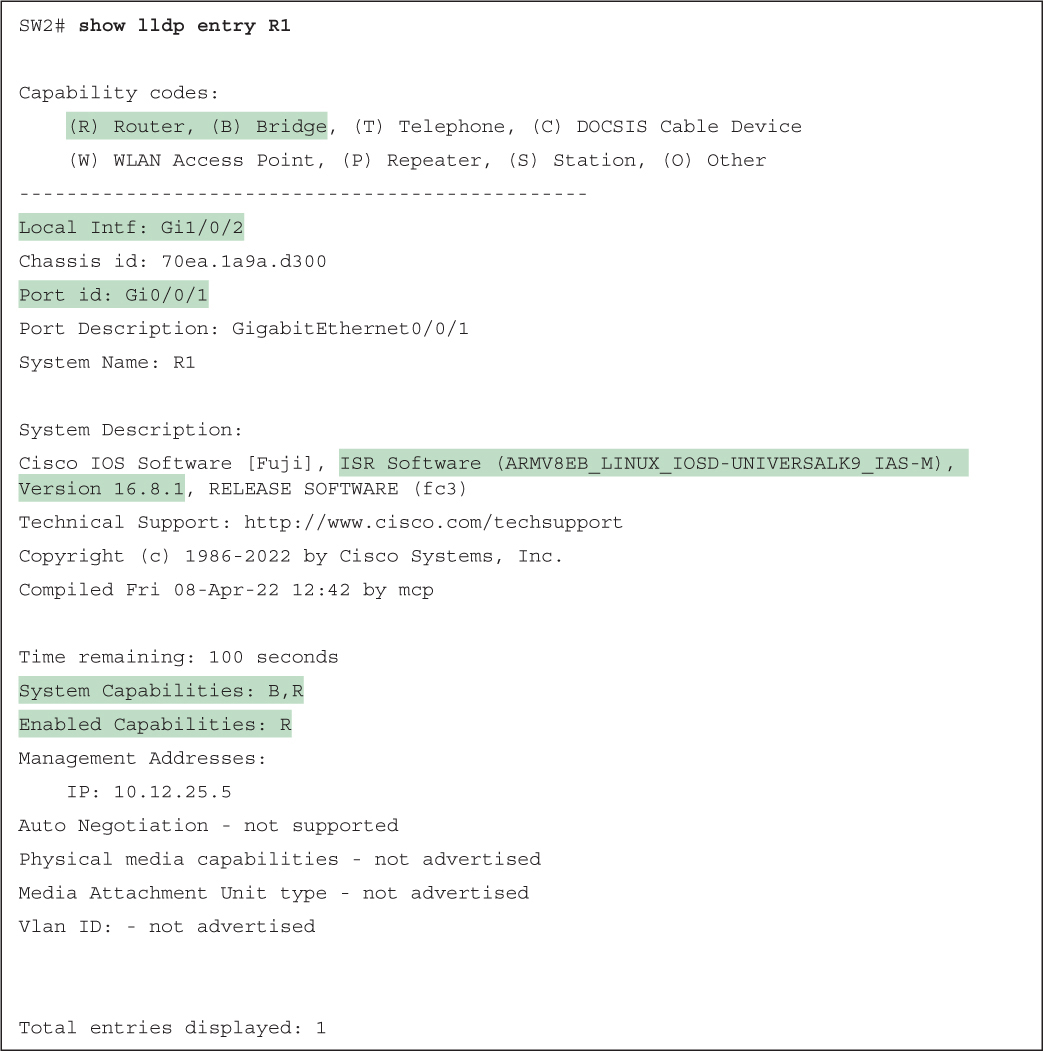 SW2# show lldp entry R1
Capability codes:
(R) Router, (B) Bridge, (T) Telephone, (C) DOCSIS Cable Device
(W) WLAN Access Point, (P) Repeater, (S) Station, (O) Other
------------------------------------------------
Local Intf: Gi1/0/2
Chassis id: 70ea.1a9a.d300
Port id: Gi0/0/1
Port Description: GigabitEthernet0/0/1
System Name: R1
System Description:
Cisco IOS Software [Fuji], ISR Software (ARMV8EB_LINUX_IOSD-UNIVERSALK9_IAS-M),
Version 16.8.1, RELEASE SOFTWARE (fc3)
Technical Support: http://www.cisco.com/techsupport
Copyright (c) 1986-2022 by Cisco Systems, Inc.
Compiled Fri 08-Apr-22 12:42 by mcp
Time remaining: 100 seconds
System Capabilities: B,R
Enabled Capabilities: R
Management Addresses:
IP: 10.12.25.5
Auto Negotiation - not supported
Physical media capabilities - not advertised
Media Attachment Unit type - not advertised
Vlan ID: - not advertised
Total entries displayed: 1